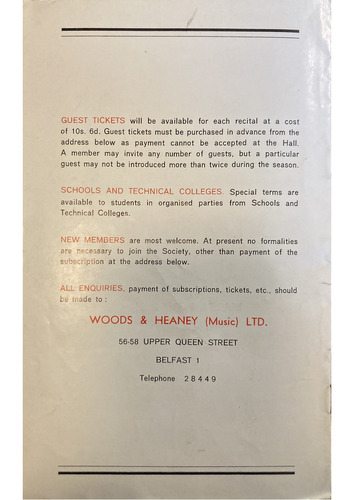 GUEST TICKETS will be available for each recital at a cost
of 10s. 6d. Guest tickets must be purchased in advance from the
address below as payment cannot be accepted at the Hall.
A member may invite any number of guests, but a particular
guest may not be introduced more than twice during the season.
SCHOOLS AND TECHNICAL COLLEGES. Special terms are
available to students in organised parties from Schools and
Technical Colleges.
NEW MEMBERS are most welcome. At present no formalities
are necessary to join the Society, other than payment of the
subscription at the address below.
ALL ENQUIRIES, payment of subscriptions, tickets, etc., should
be made to :
WOODS & HEANEY (Music) LTD.
56-58 UPPER QUEEN STREET
BELFAST 1
Telephone 28449